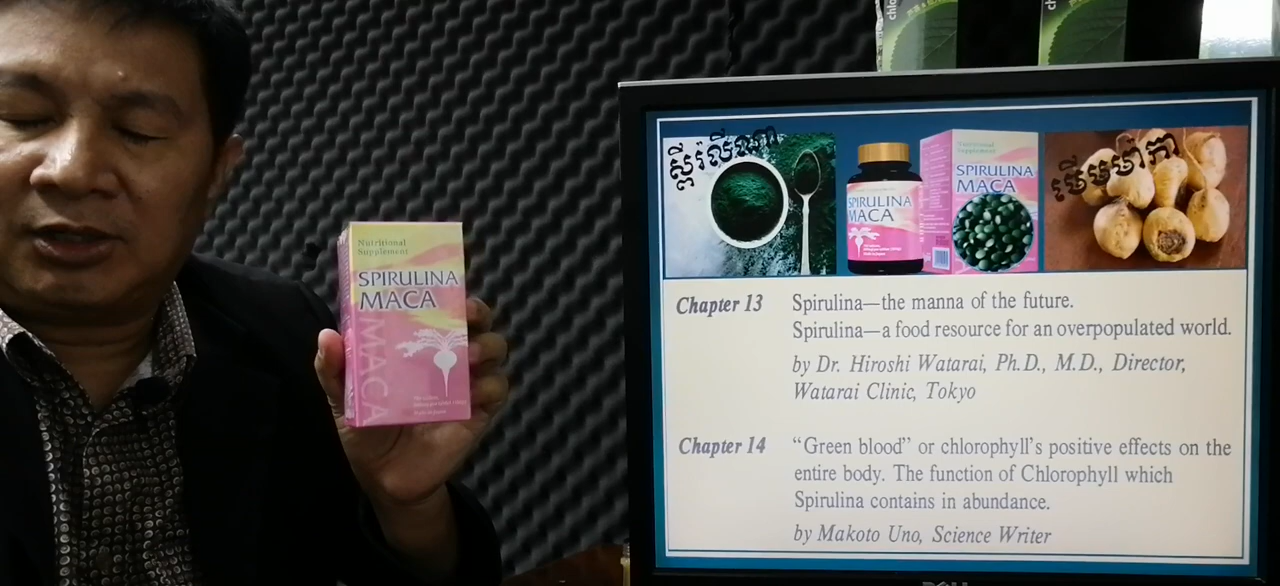 Nutritional
Supplement
SPIRULINA
MACA
MACA
ស្ពីរូលីណា
SPIRULINA
MACA
Nutritional
Supplement
SPIRULINA
MACA
មើមម៉ាកា
Chapter 13 Spirulina—the manna of the future.
Spirulina—a food resource for an overpopulated world.
by Dr. Hiroshi Watarai, Ph.D., M.D., Director,
Watarai Clinic, Tokyo
Chapter 14 “Green blood” or chlorophyll’s positive effects on the
entire body. The function of Chlorophyll which
Spirulina contains in abundance.
by Makoto Uno, Science Writer